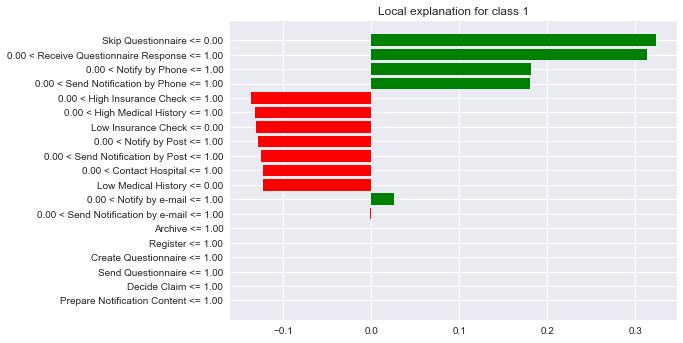 Local explanation for class 1
Skip Questionnaire <= 0.00
0.00 < Receive Questionnaire Response <= 1.00
0.00 < Notify by Phone <= 1.00
0.00 < Send Notification by Phone <= 1.00
0.00 < High Insurance Check <= 1.00
0.00 < High Medical History <= 1.00
Low Insurance Check <= 0.00
0.00 < Notify by Post <= 1.00
0.00 < Send Notification by Post <= 1.00
0.00 < Contact Hospital <= 1.00
Low Medical History <= 0.00
0.00 < Notify by e-mail <= 1.00
0.00 < Send Notification by e-mail <= 1.00
Archive <= 1.00
Register <= 1.00
Create Questionnaire <= 1.00
Send Questionnaire <= 1.00
Decide Claim <= 1.00
Prepare Notification Content <= 1.00
−0.1 0.0 0.1 0.2 0.3